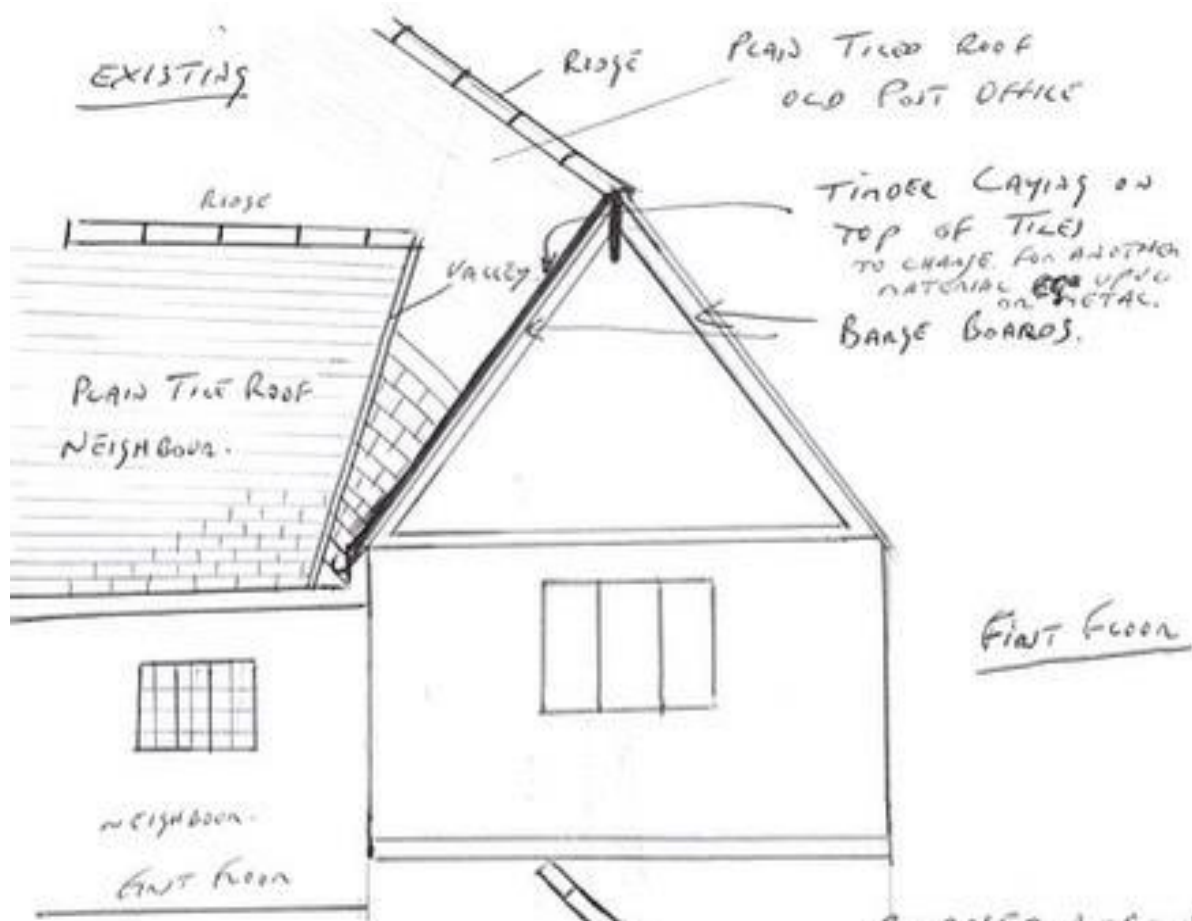 EXISTING
RIDGE
PLAIN TILED ROOF
OLD POST OFFICE
RIDGE
TIMBER LAYING ON
TOP OF TILES
TO CHANGE FOR ANOTHER
MATERIAL UPVC
OR METAL.
BARGE BOARDS.
VALLEY
PLAIN TILE ROOF
NEIGHBOUR.
FIRST FLOOR
NEIGHBOUR.
FIRST FLOOR